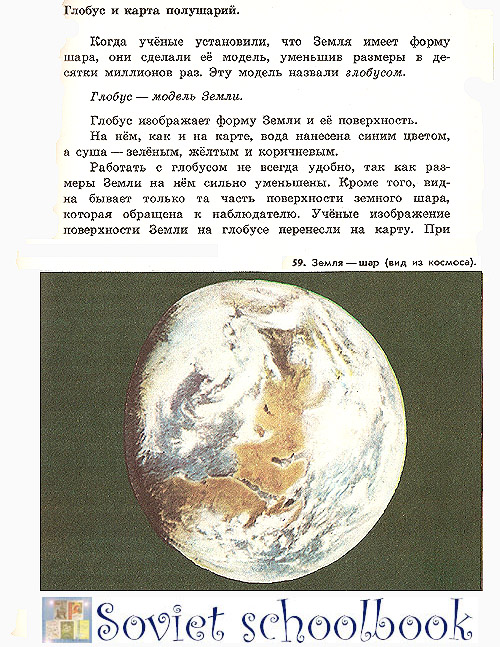 Глобус и карта полушарий.
Когда учёные установили, что Земля имеет форму
шара, они сделали её модель, уменьшив размеры в де-
сятки миллионов раз. Эту модель назвали глобусом.
Глобус — модель Земли.
Глобус изображает форму Земли и её поверхность.
На нём, как и на карте, вода нанесена синим цветом,
а суша — зелёным, жёлтым и коричневым.
Работать с глобусом не всегда удобно, так как раз-
меры Земли на нём сильно уменьшены. Кроме того, вид-
на бывает только та часть поверхности земного шара,
которая обращена к наблюдателю. Учёные изображение
поверхности Земли на глобусе перенесли на карту. При
59. Земля — шар (вид из космоса).
Soviet schoolbook